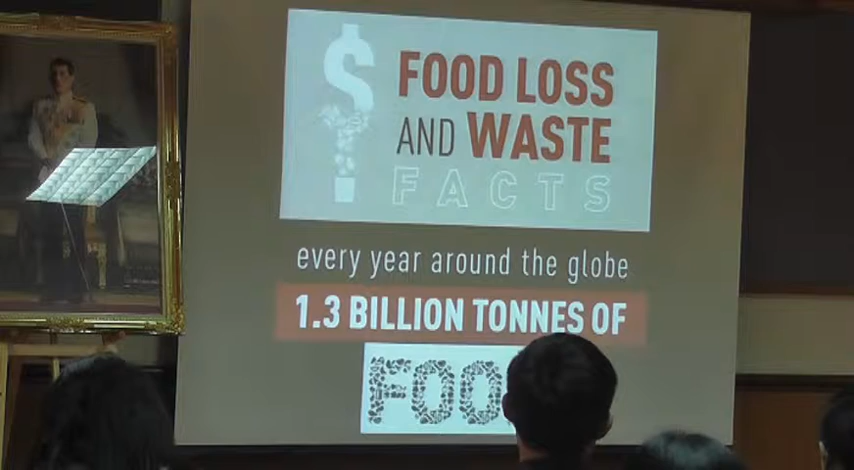 FOOD LOSS
AND WASTE
FACTS
every year around the globe
1.3 BILLION TONNES OF